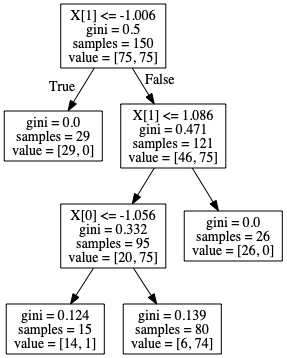 X[1] <= -1.006
gini = 0.5
samples = 150
value = [75, 75]
True
False
gini = 0.0
samples = 29
value = [29, 0]
X[1] <= 1.086
gini = 0.471
samples = 121
value = [46, 75]
X[0] <= -1.056
gini = 0.332
samples = 95
value = [20, 75]
gini = 0.0
samples = 26
value = [26, 0]
gini = 0.124
samples = 15
value = [14, 1]
gini = 0.139
samples = 80
value = [6, 74]